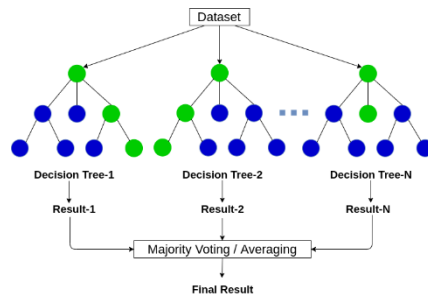 Dataset
Decision Tree-1 Decision Tree-2 Decision Tree-N
Result-1 Result-2 Result-N
Majority Voting / Averaging
Final Result